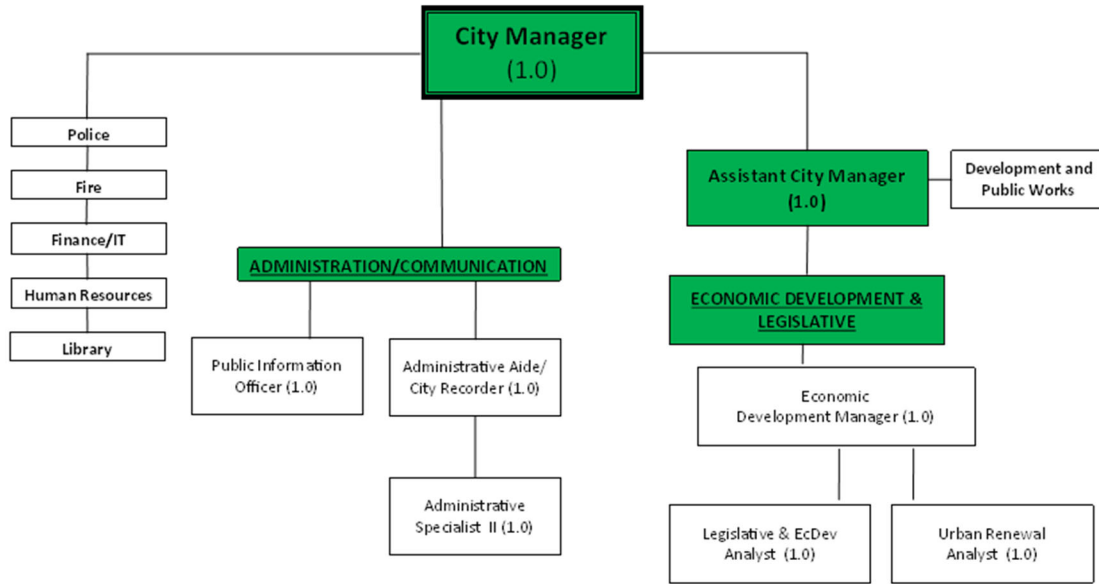 City Manager
(1.0)
Police
Fire
Finance/IT
Human Resources
Library
ADMINISTRATION/COMMUNICATION
Public Information
Officer (1.0)
Administrative Aide/
City Recorder (1.0)
Administrative
Specialist II (1.0)
Assistant City Manager
(1.0)
Development and
Public Works
ECONOMIC DEVELOPMENT &
LEGISLATIVE
Economic
Development Manager (1.0)
Legislative & EcDev
Analyst (1.0)
Urban Renewal
Analyst (1.0)